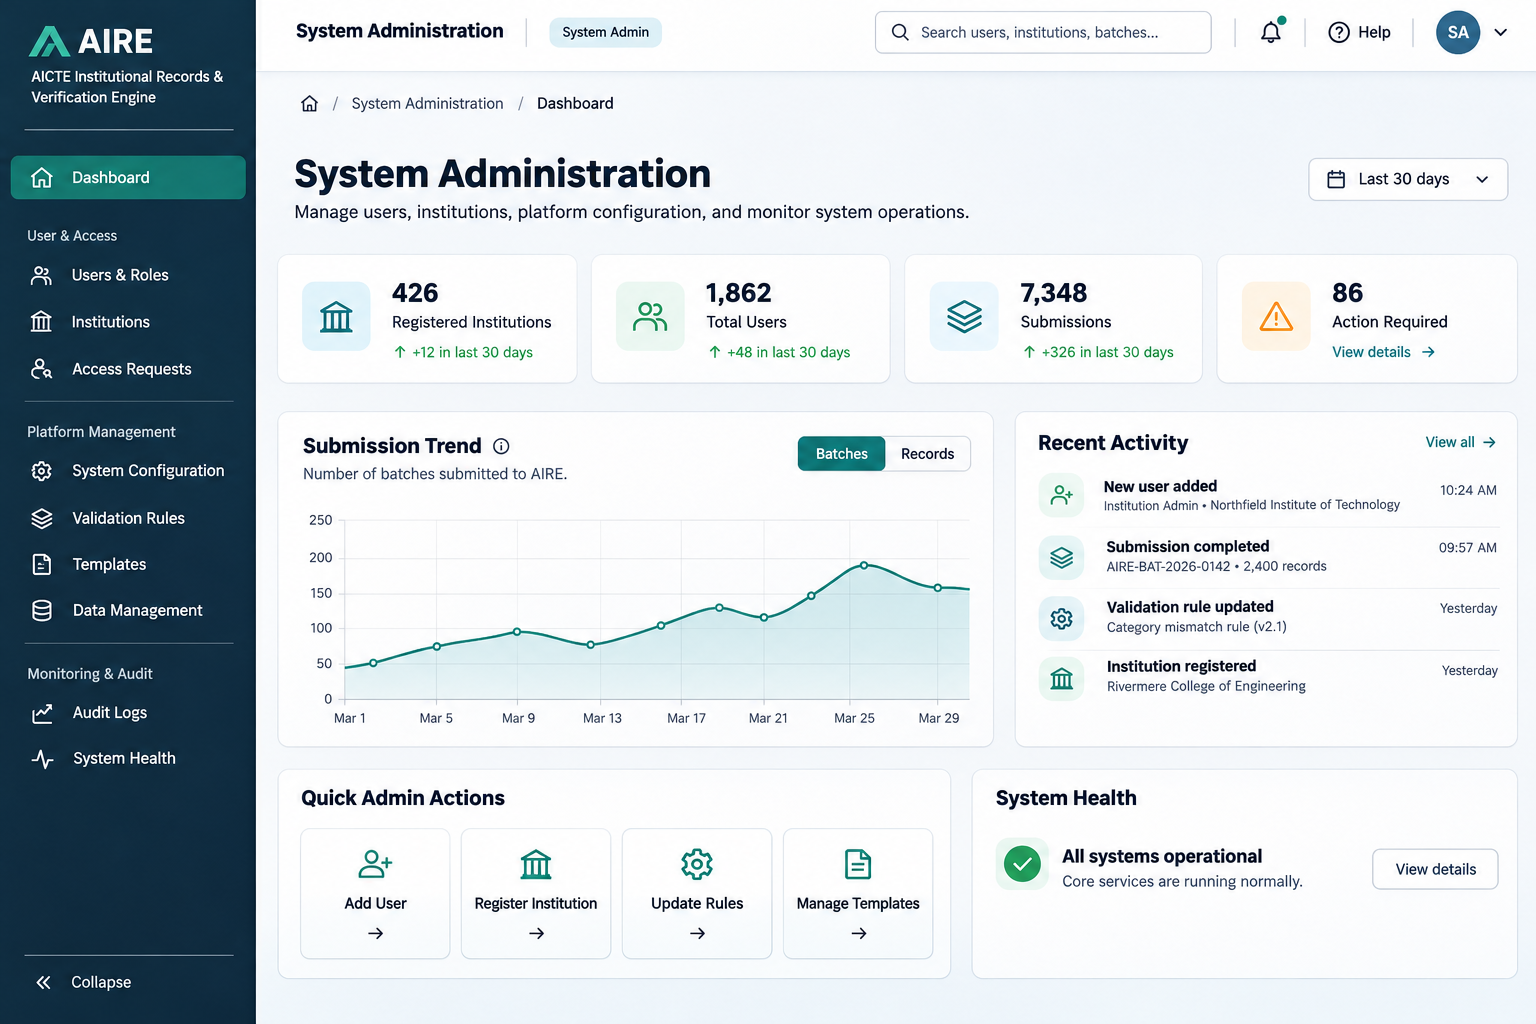 AIRE
AICTE Institutional Records &
Verification Engine
Dashboard
User & Access
Users & Roles
Institutions
Access Requests
Platform Management
System Configuration
Validation Rules
Templates
Data Management
Monitoring & Audit
Audit Logs
System Health
Collapse
System Administration
System Admin
Search users, institutions, batches...
Help
SA
/ System Administration / Dashboard
System Administration
Manage users, institutions, platform configuration, and monitor system operations.
Last 30 days
426
Registered Institutions
↑ +12 in last 30 days
1,862
Total Users
↑ +48 in last 30 days
7,348
Submissions
↑ +326 in last 30 days
86
Action Required
View details →
Submission Trend
Number of batches submitted to AIRE.
Batches
Records
250
200
150
100
50
0
Mar 1
Mar 5
Mar 9
Mar 13
Mar 17
Mar 21
Mar 25
Mar 29
Recent Activity
View all →
New user added
10:24 AM
Institution Admin • Northfield Institute of Technology
Submission completed
09:57 AM
AIRE-BAT-2026-0142 • 2,400 records
Validation rule updated
Yesterday
Category mismatch rule (v2.1)
Institution registered
Yesterday
Rivermere College of Engineering
Quick Admin Actions
Add User
→
Register Institution
→
Update Rules
→
Manage Templates
→
System Health
All systems operational
Core services are running normally.
View details